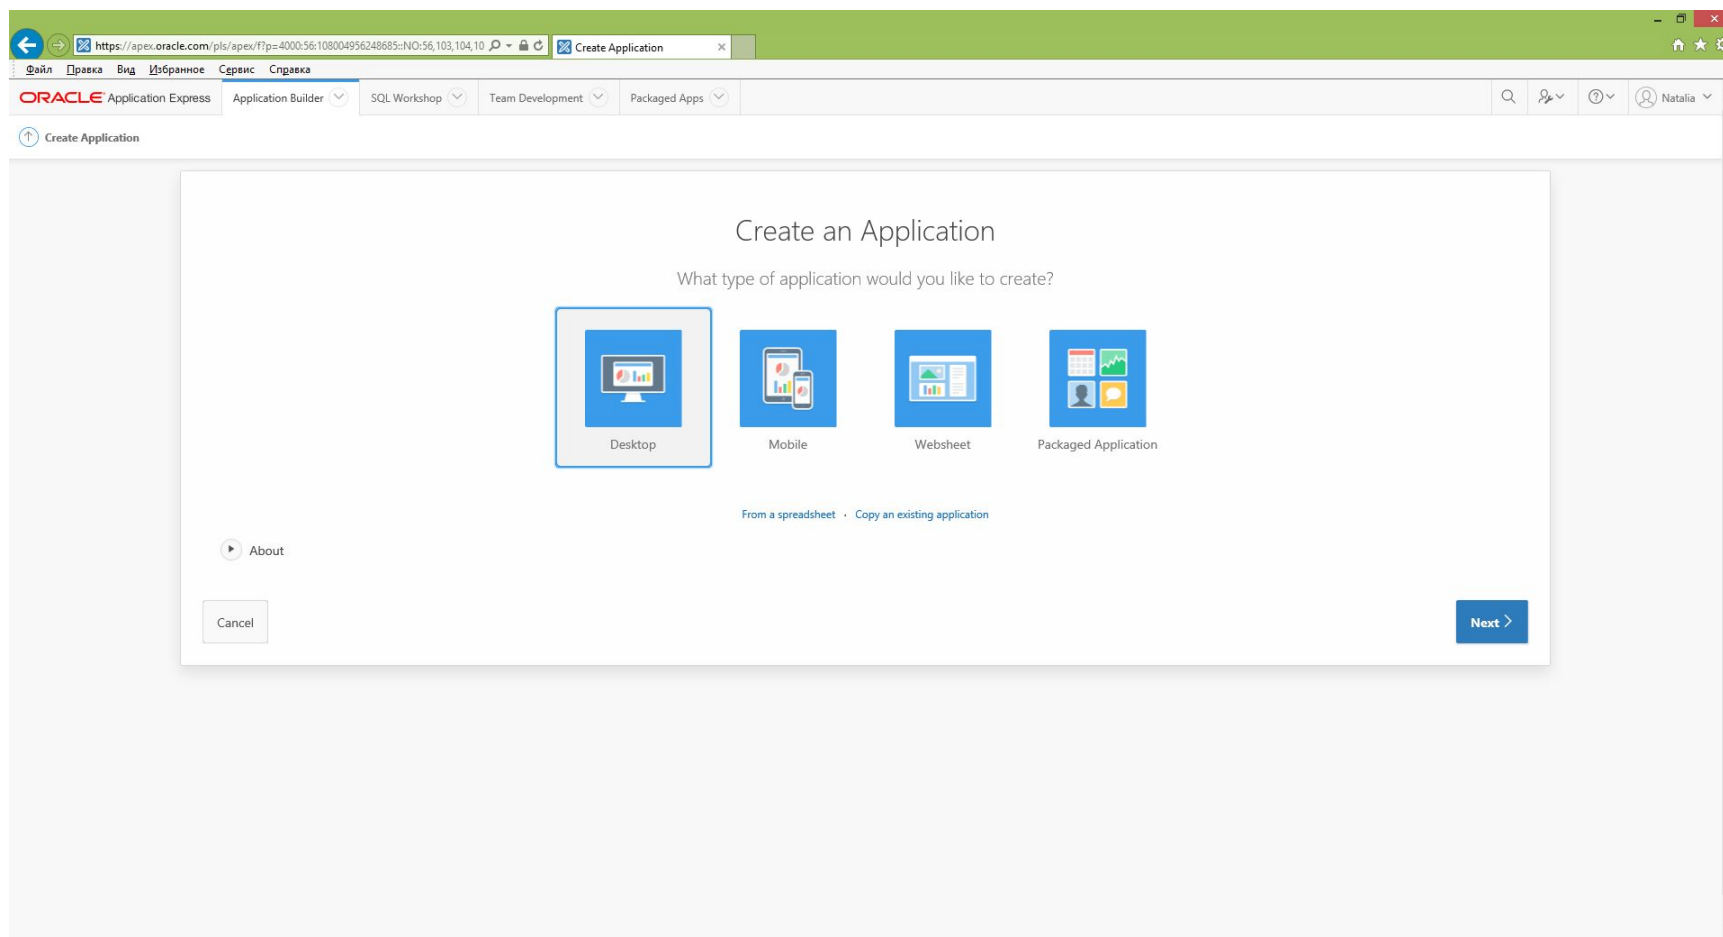 https://apex.oracle.com/pls/apex/f?p=4000:56:108004956248685::NO:56,103,104,10 Create Application
Файл Правка Вид Избранное Сервис Справка
ORACLE Application Express Application Builder SQL Workshop Team Development Packaged Apps Natalia
Create Application
Create an Application
What type of application would you like to create?
Desktop Mobile Websheet Packaged Application
From a spreadsheet · Copy an existing application
About
Cancel Next